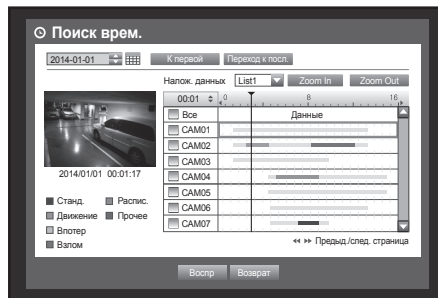 Поиск врем.
2014-01-01 К первой Переход к посл.
Налож. данных List1 Zoom In Zoom Out
00:01 0 8 16
Все Данные
CAM01
CAM02
CAM03
CAM04
CAM05
CAM06
CAM07
2014/01/01 00:01:17
Станд. Распис.
Движение Прочее
Впотер
Взлом
Предыд./след. страница
Воспр Возврат